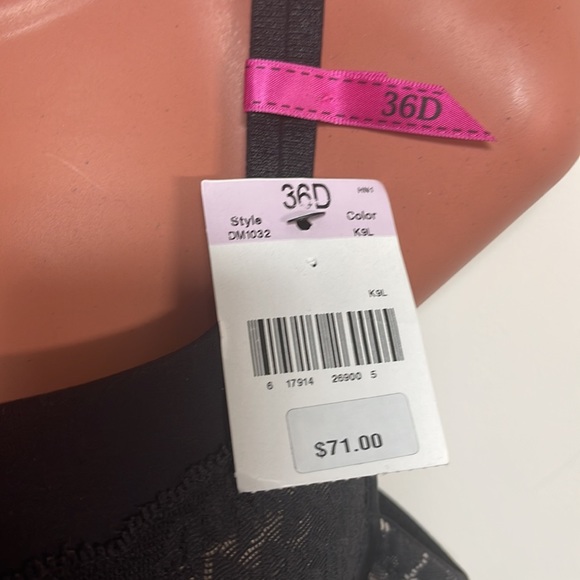 36D
36D HW1
Style Color
DM1032 K9L
K9L
6 17914 26900 5
$71.00